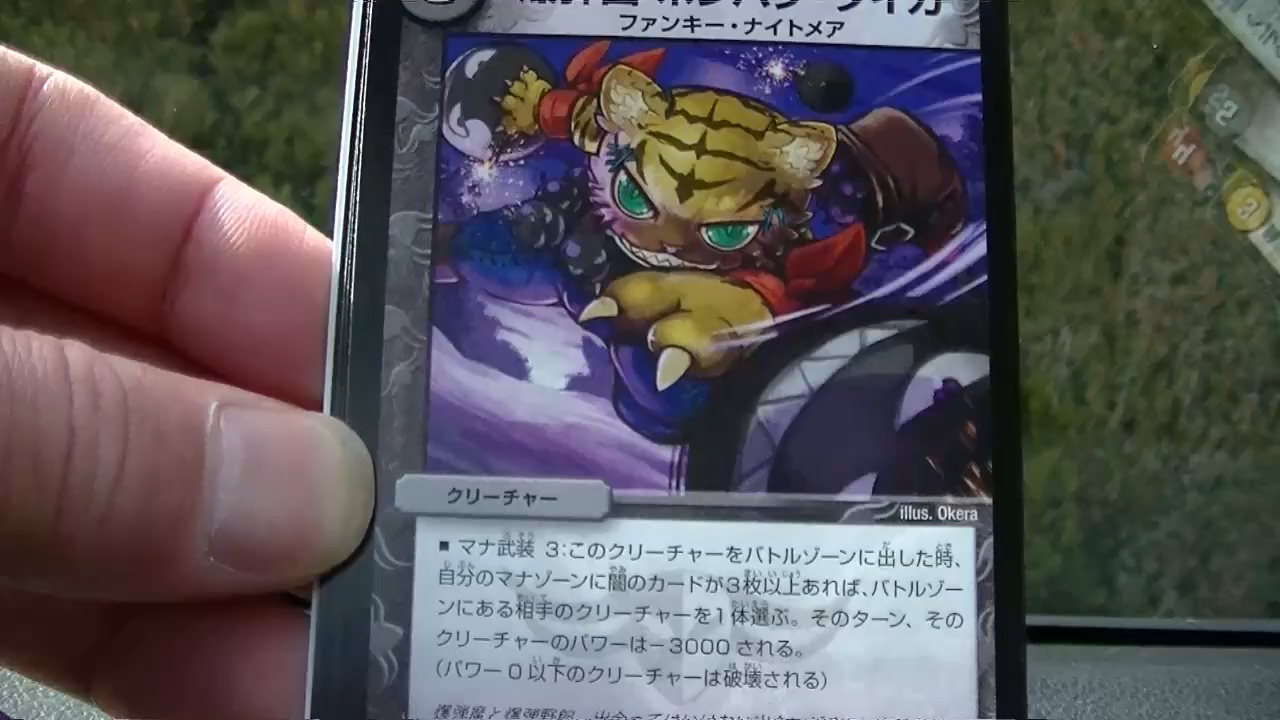 ファンキー・ナイトメア
クリーチャー
illus. Okera
■ マナ武装 3:このクリーチャーをバトルゾーンに出した時、
自分のマナゾーンに闇のカードが3枚以上あれば、バトルゾー
ンにある相手のクリーチャーを1体選ぶ。そのターン、その
クリーチャーのパワーは－3000される。
(パワー0以下のクリーチャーは破壊される)